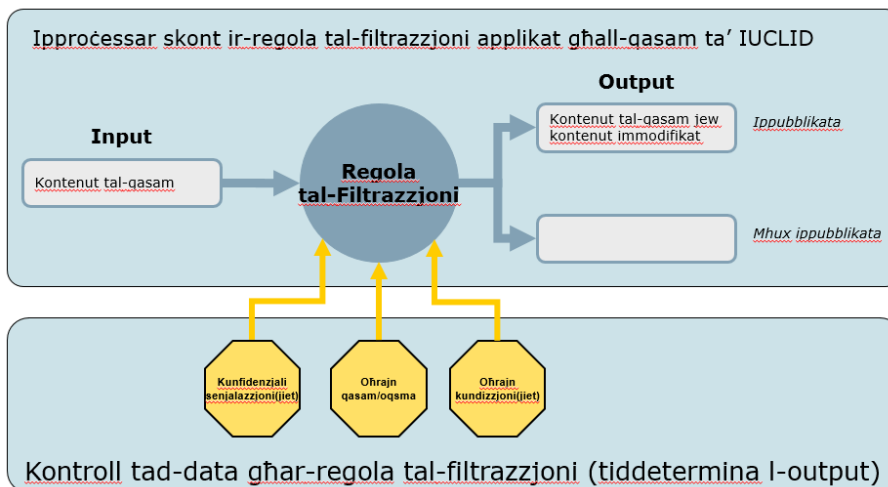 Ipproċessar skont ir-regola tal-filtrazzjoni applikat għall-qasam ta’ IUCLID
Input
Kontenut tal-qasam
Regola
tal-Filtrazzjoni
Output
Kontenut tal-qasam jew
kontenut immodifikat
Ippubblikata
Mhux ippubblikata
Kunfidenzjali
senjalazzjoni(jiet)
Oħrajn
qasam/oqsma
Oħrajn
kundizzjoni(jiet)
Kontroll tad-data għar-regola tal-filtrazzjoni (tiddetermina l-output)